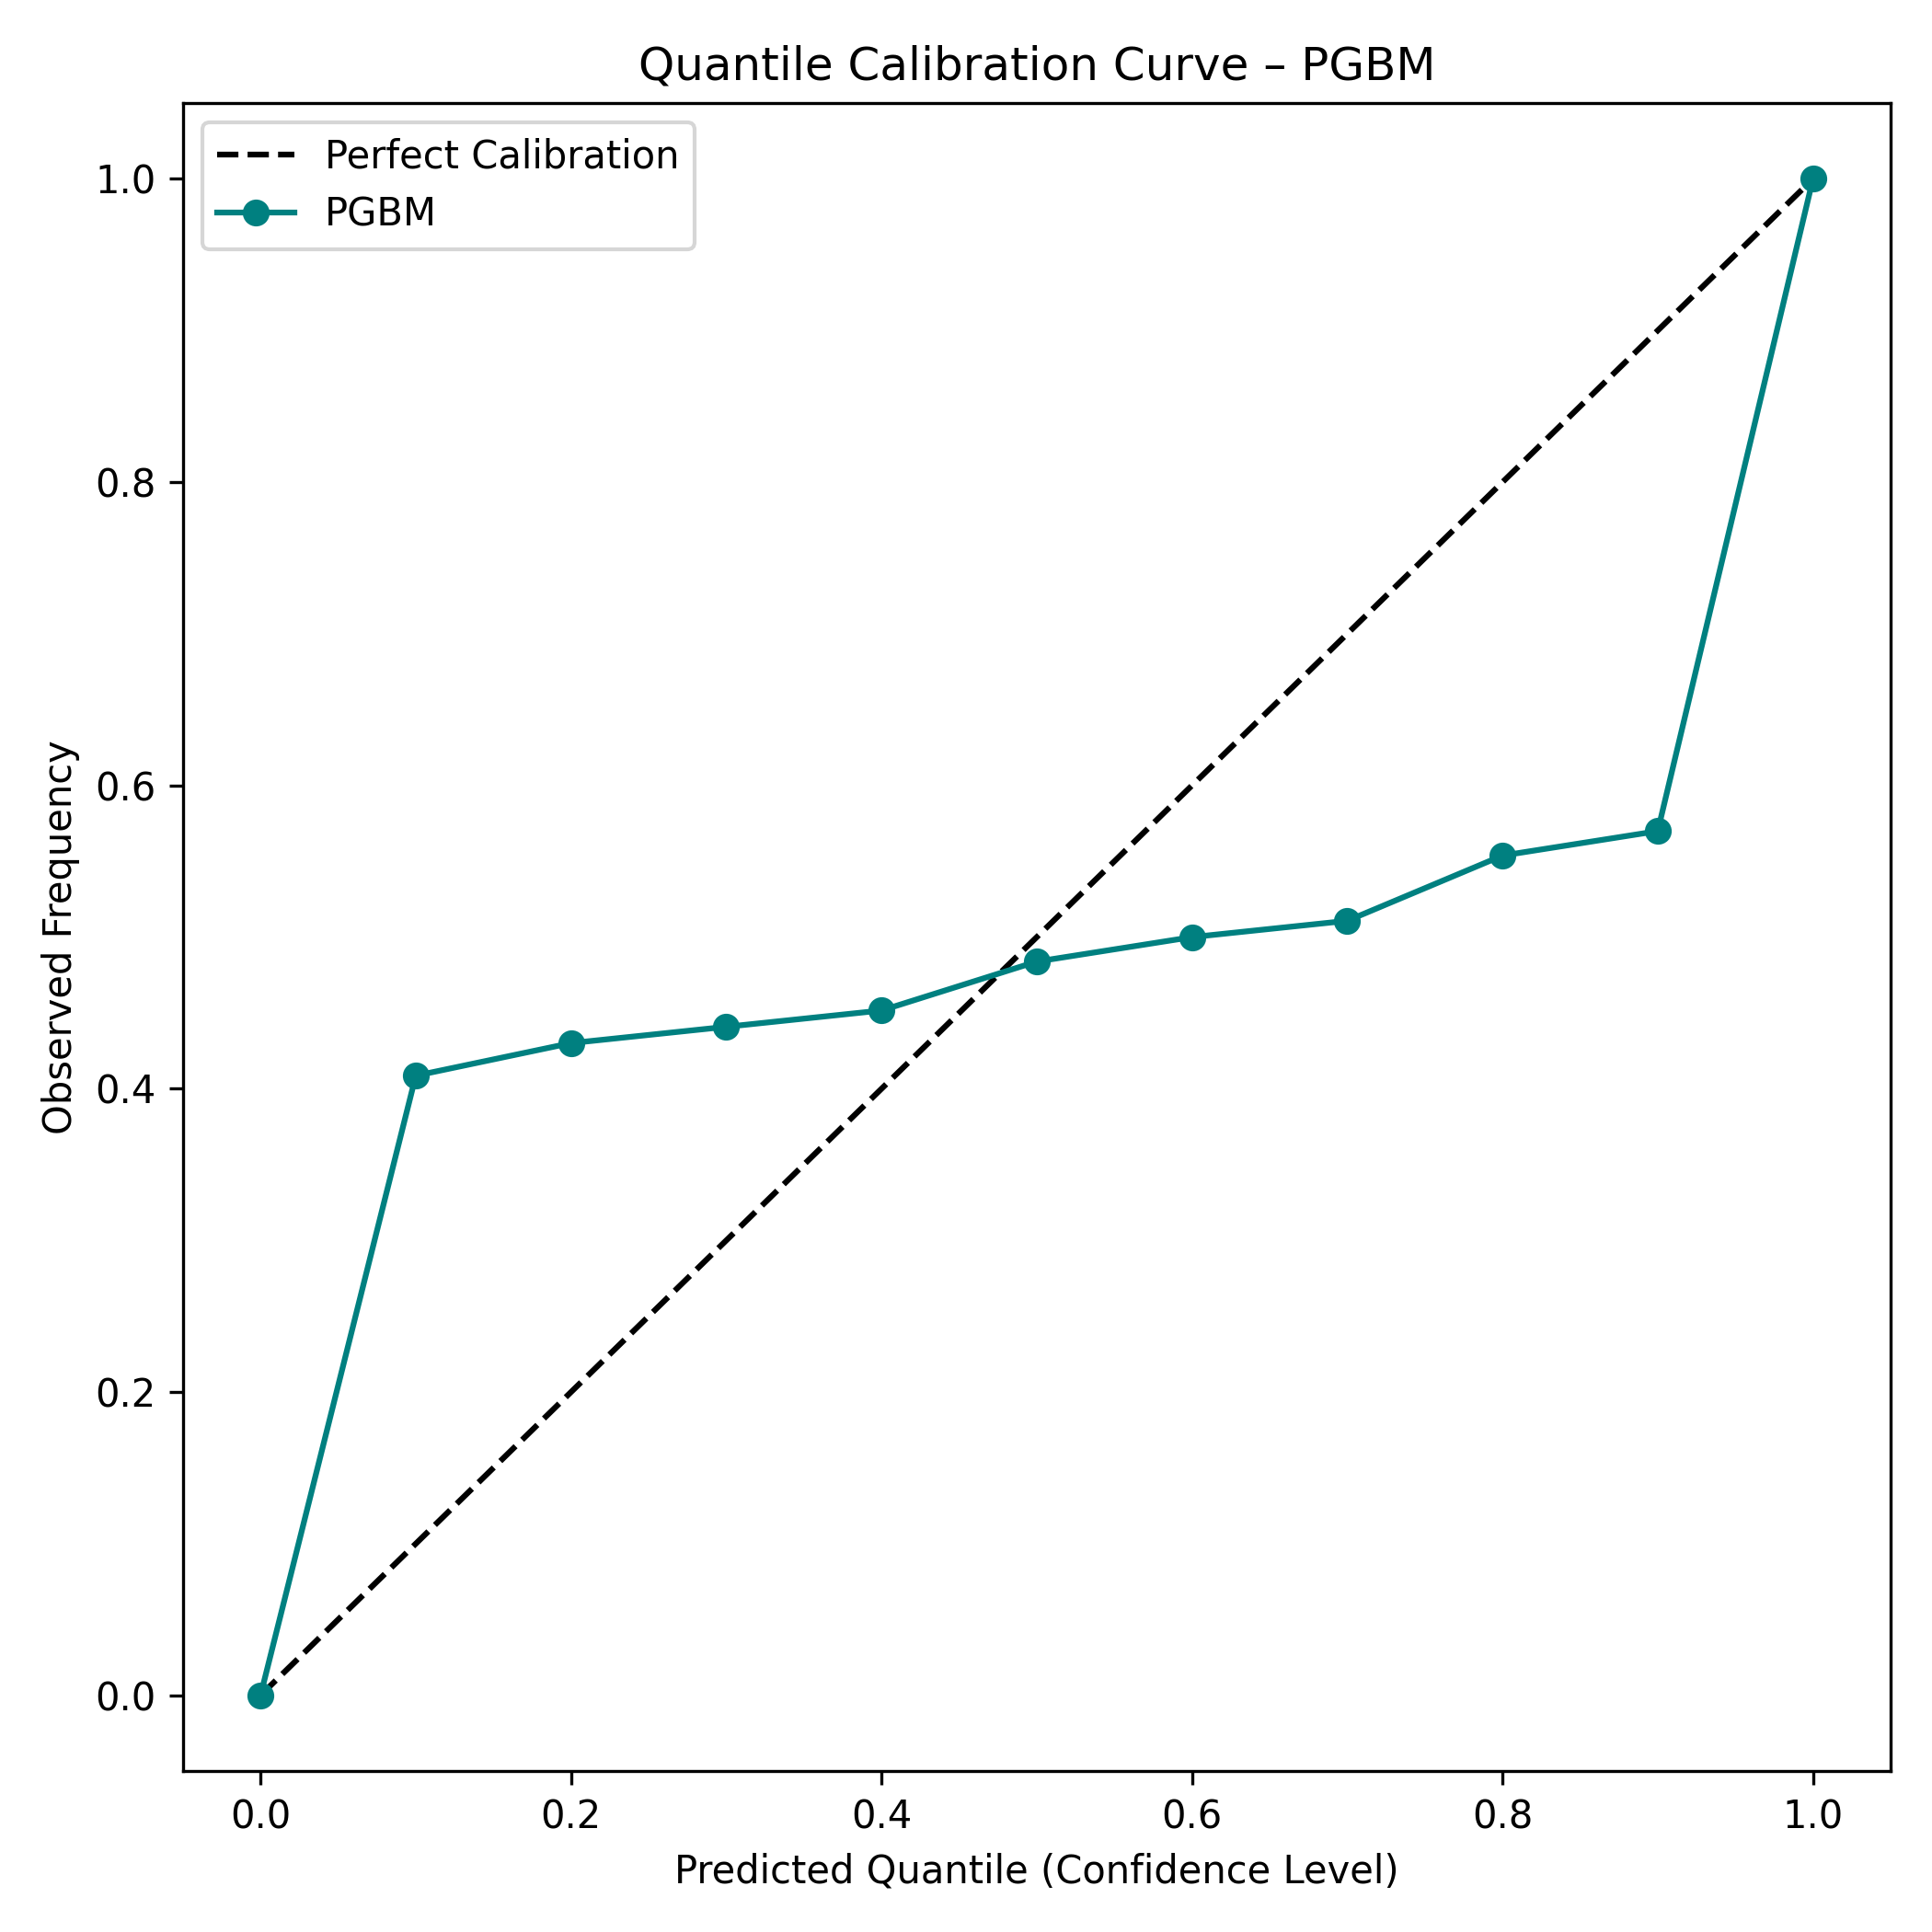 Quantile Calibration Curve – PGBM
Perfect Calibration
PGBM
1.0
0.8
0.6
0.4
0.2
0.0
Observed Frequency
0.0 0.2 0.4 0.6 0.8 1.0
Predicted Quantile (Confidence Level)